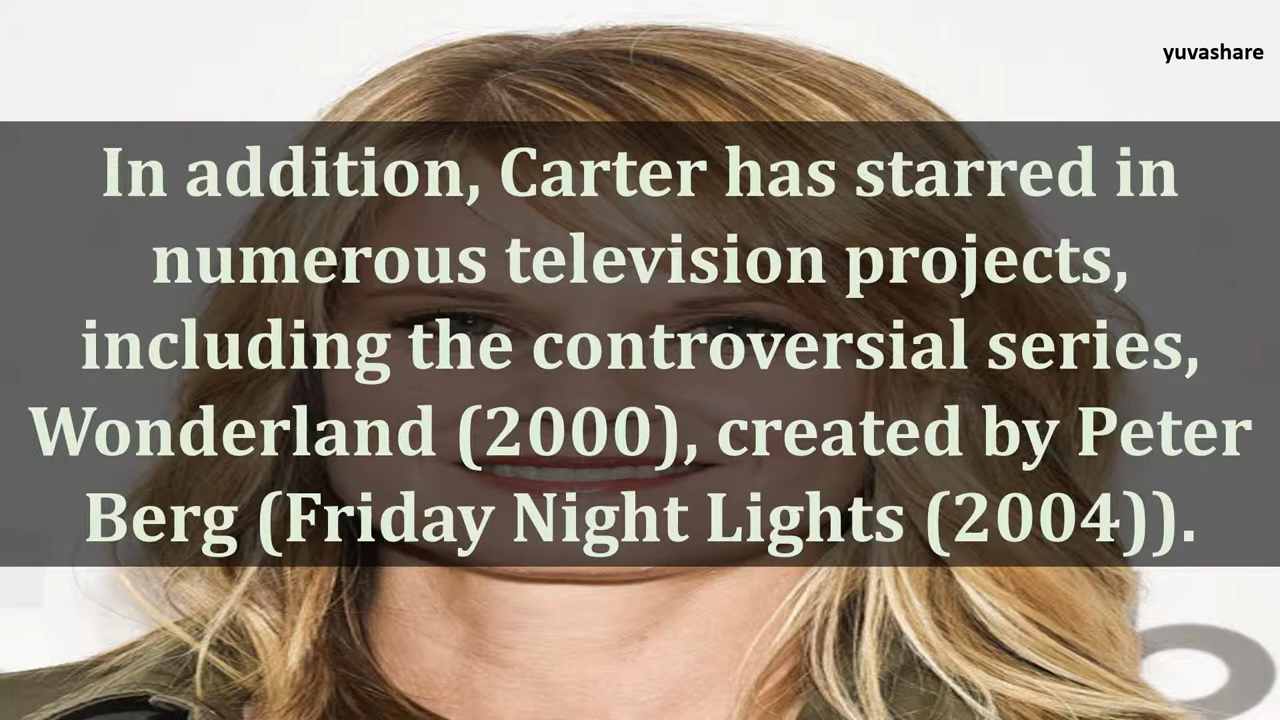 yuvashare
In addition, Carter has starred in
numerous television projects,
including the controversial series,
Wonderland (2000), created by Peter
Berg (Friday Night Lights (2004)).